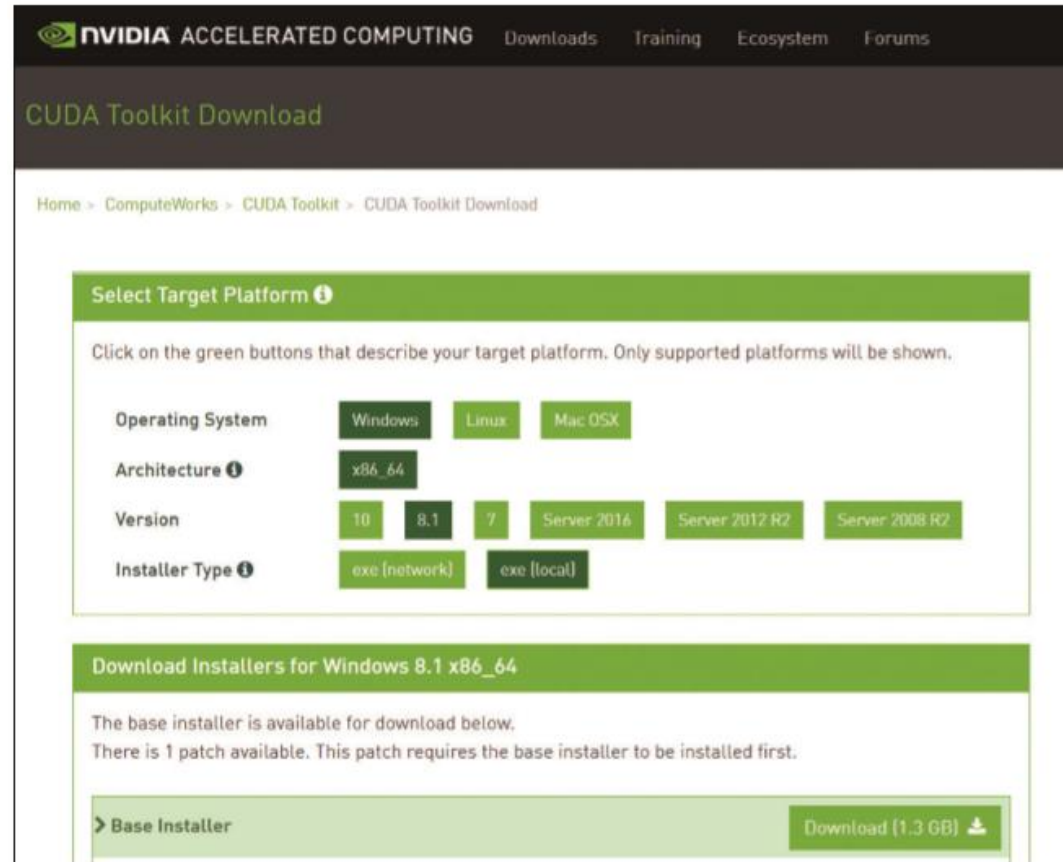 NVIDIA ACCELERATED COMPUTING Downloads Training Ecosystem Forums
CUDA Toolkit Download
Home > ComputeWorks > CUDA Toolkit > CUDA Toolkit Download
Select Target Platform
Click on the green buttons that describe your target platform. Only supported platforms will be shown.
Operating System Windows Linux Mac OSX
Architecture x86_64
Version 10 8.1 7 Server 2016 Server 2012 R2 Server 2008 R2
Installer Type exe (network) exe (local)
Download Installers for Windows 8.1 x86_64
The base installer is available for download below.
There is 1 patch available. This patch requires the base installer to be installed first.
> Base Installer Download (1.3 GB)